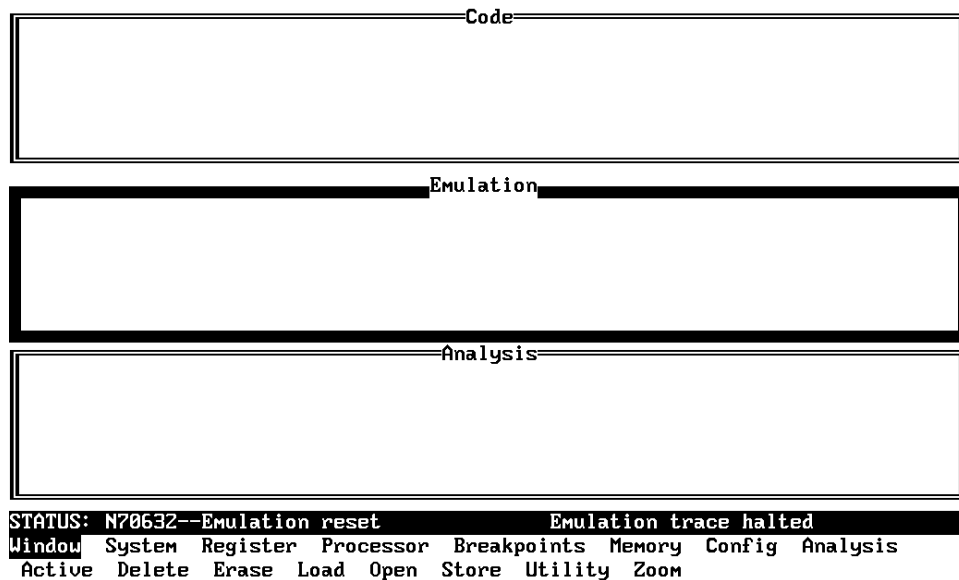 Code
Emulation
Analysis
STATUS: N70632--Emulation reset Emulation trace halted
Window System Register Processor Breakpoints Memory Config Analysis
Active Delete Erase Load Open Store Utility Zoom